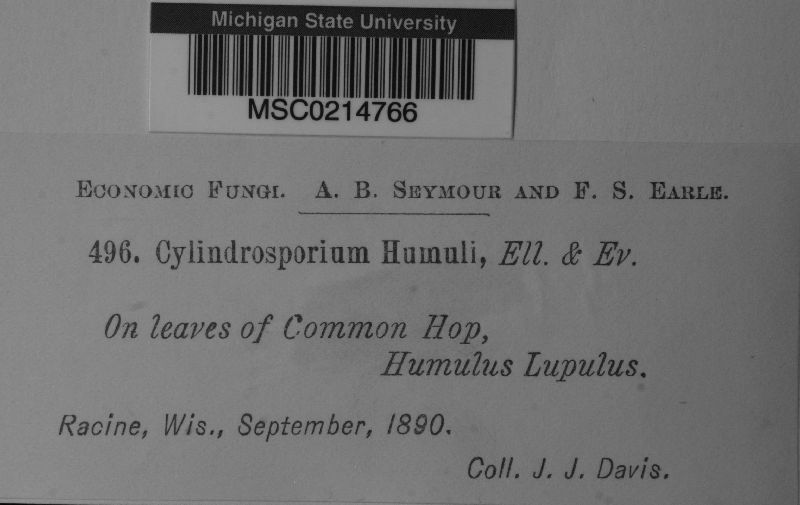 Michigan State University
MSC0214766
Economic Fungi. A. B. Seymour and F. S. Earle.
496. Cylindrosporium Humuli, Ell. & Ev.
On leaves of Common Hop,
Humulus Lupulus.
Racine, Wis., September, 1890.
Coll. J. J. Davis.